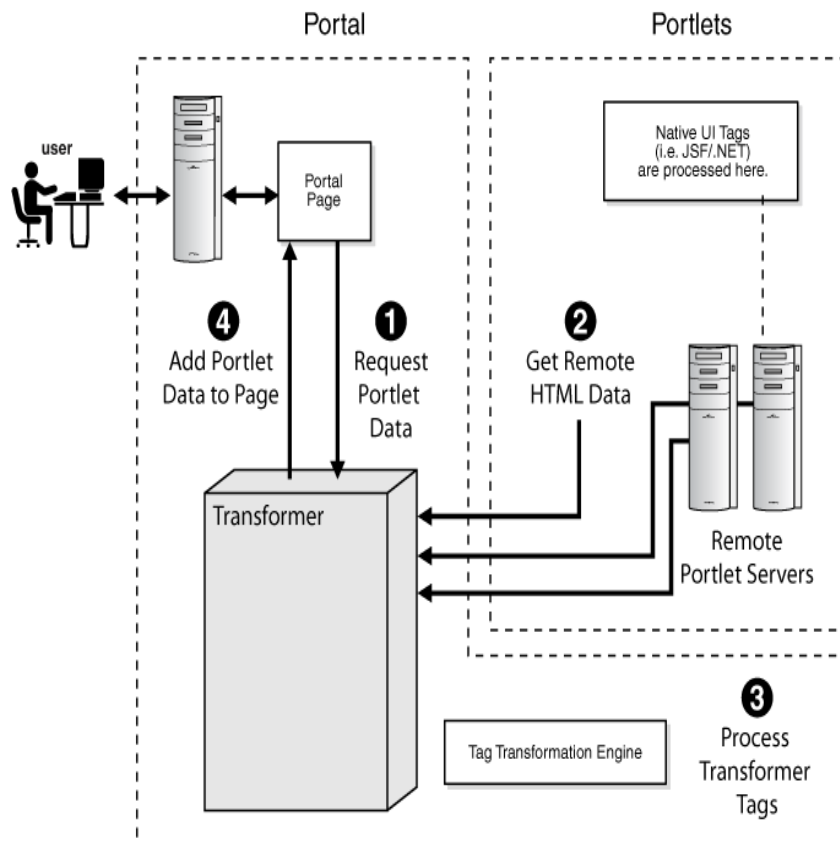 Portal
Portlets
user
Portal
Page
Native UI Tags
(i.e. JSF/.NET)
are processed here.
4
Add Portlet
Data to Page
1
Request
Portlet
Data
2
Get Remote
HTML Data
Transformer
Remote
Portlet Servers
Tag Transformation Engine
3
Process
Transformer
Tags